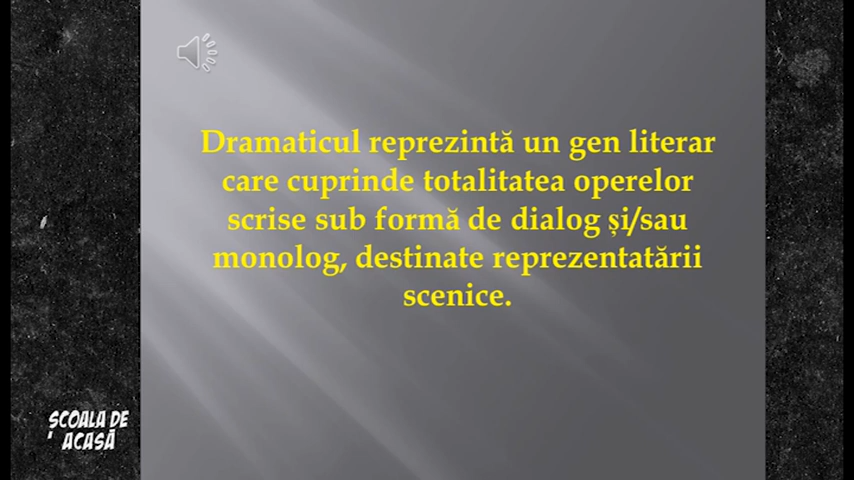 Dramaticul reprezintă un gen literar
care cuprinde totalitatea operelor
scrise sub formă de dialog și/sau
monolog, destinate reprezentatării
scenice.
ȘCOALA DE
ACASĂ